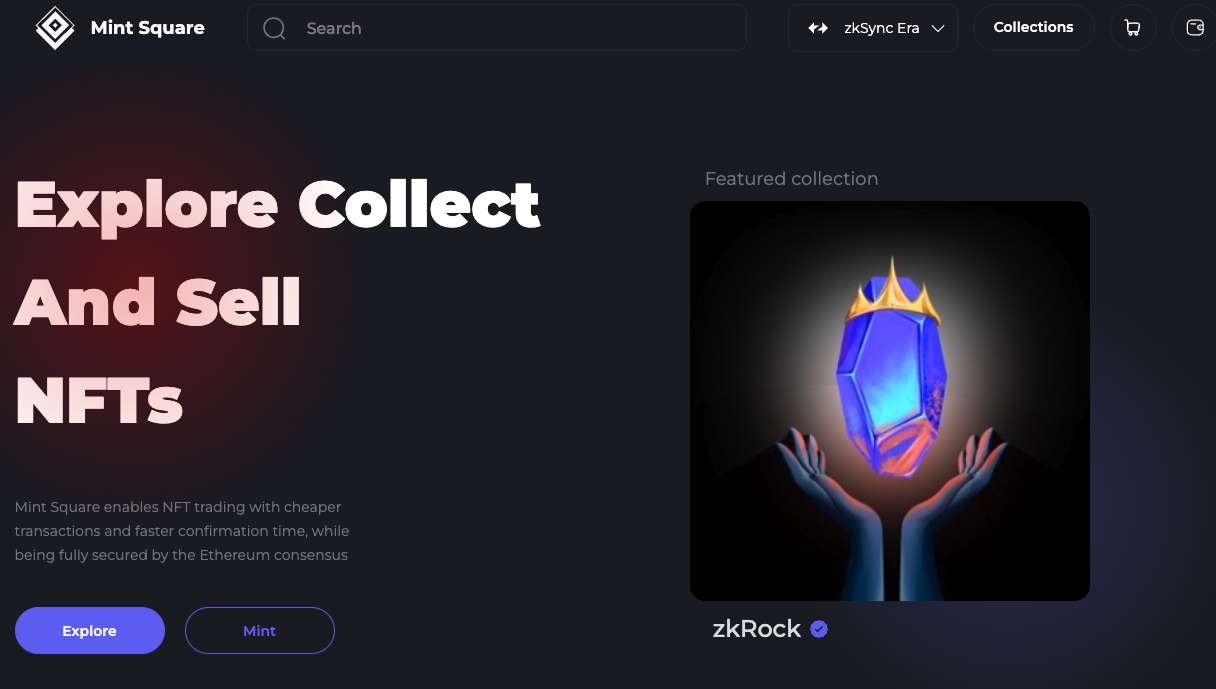 Mint Square
Search
zkSync Era
Collections
Explore Collect
And Sell
NFTs
Mint Square enables NFT trading with cheaper
transactions and faster confirmation time, while
being fully secured by the Ethereum consensus
Explore
Mint
Featured collection
zkRock